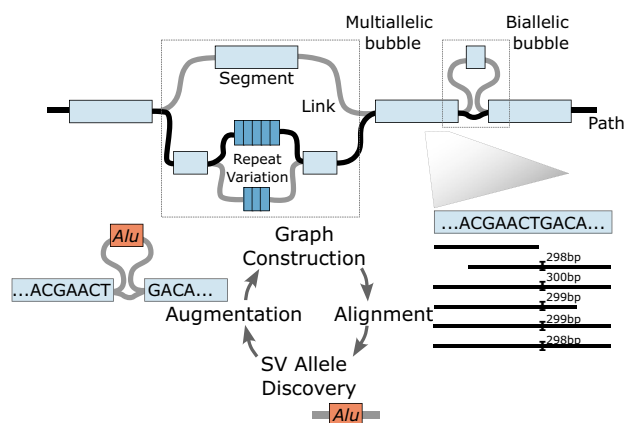 Multiallelic
bubble
Biallelic
bubble
Segment
Link
Path
Repeat
Variation
...ACGAACTGACA...
298bp
300bp
299bp
299bp
298bp
Alu
...ACGAACT
GACA...
Graph
Construction
Augmentation
Alignment
SV Allele
Discovery
Alu